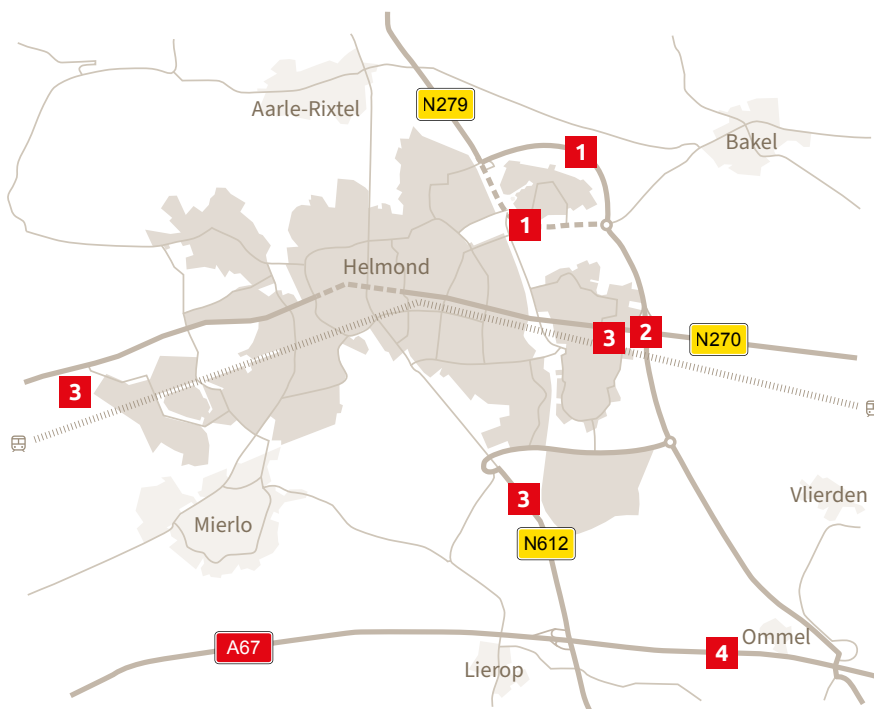 Aarle-Rixtel
N279
Bakel
1
1
Helmond
3
2
N270
3
Vlierden
3
Mierlo
N612
Ommel
A67
4
Lierop